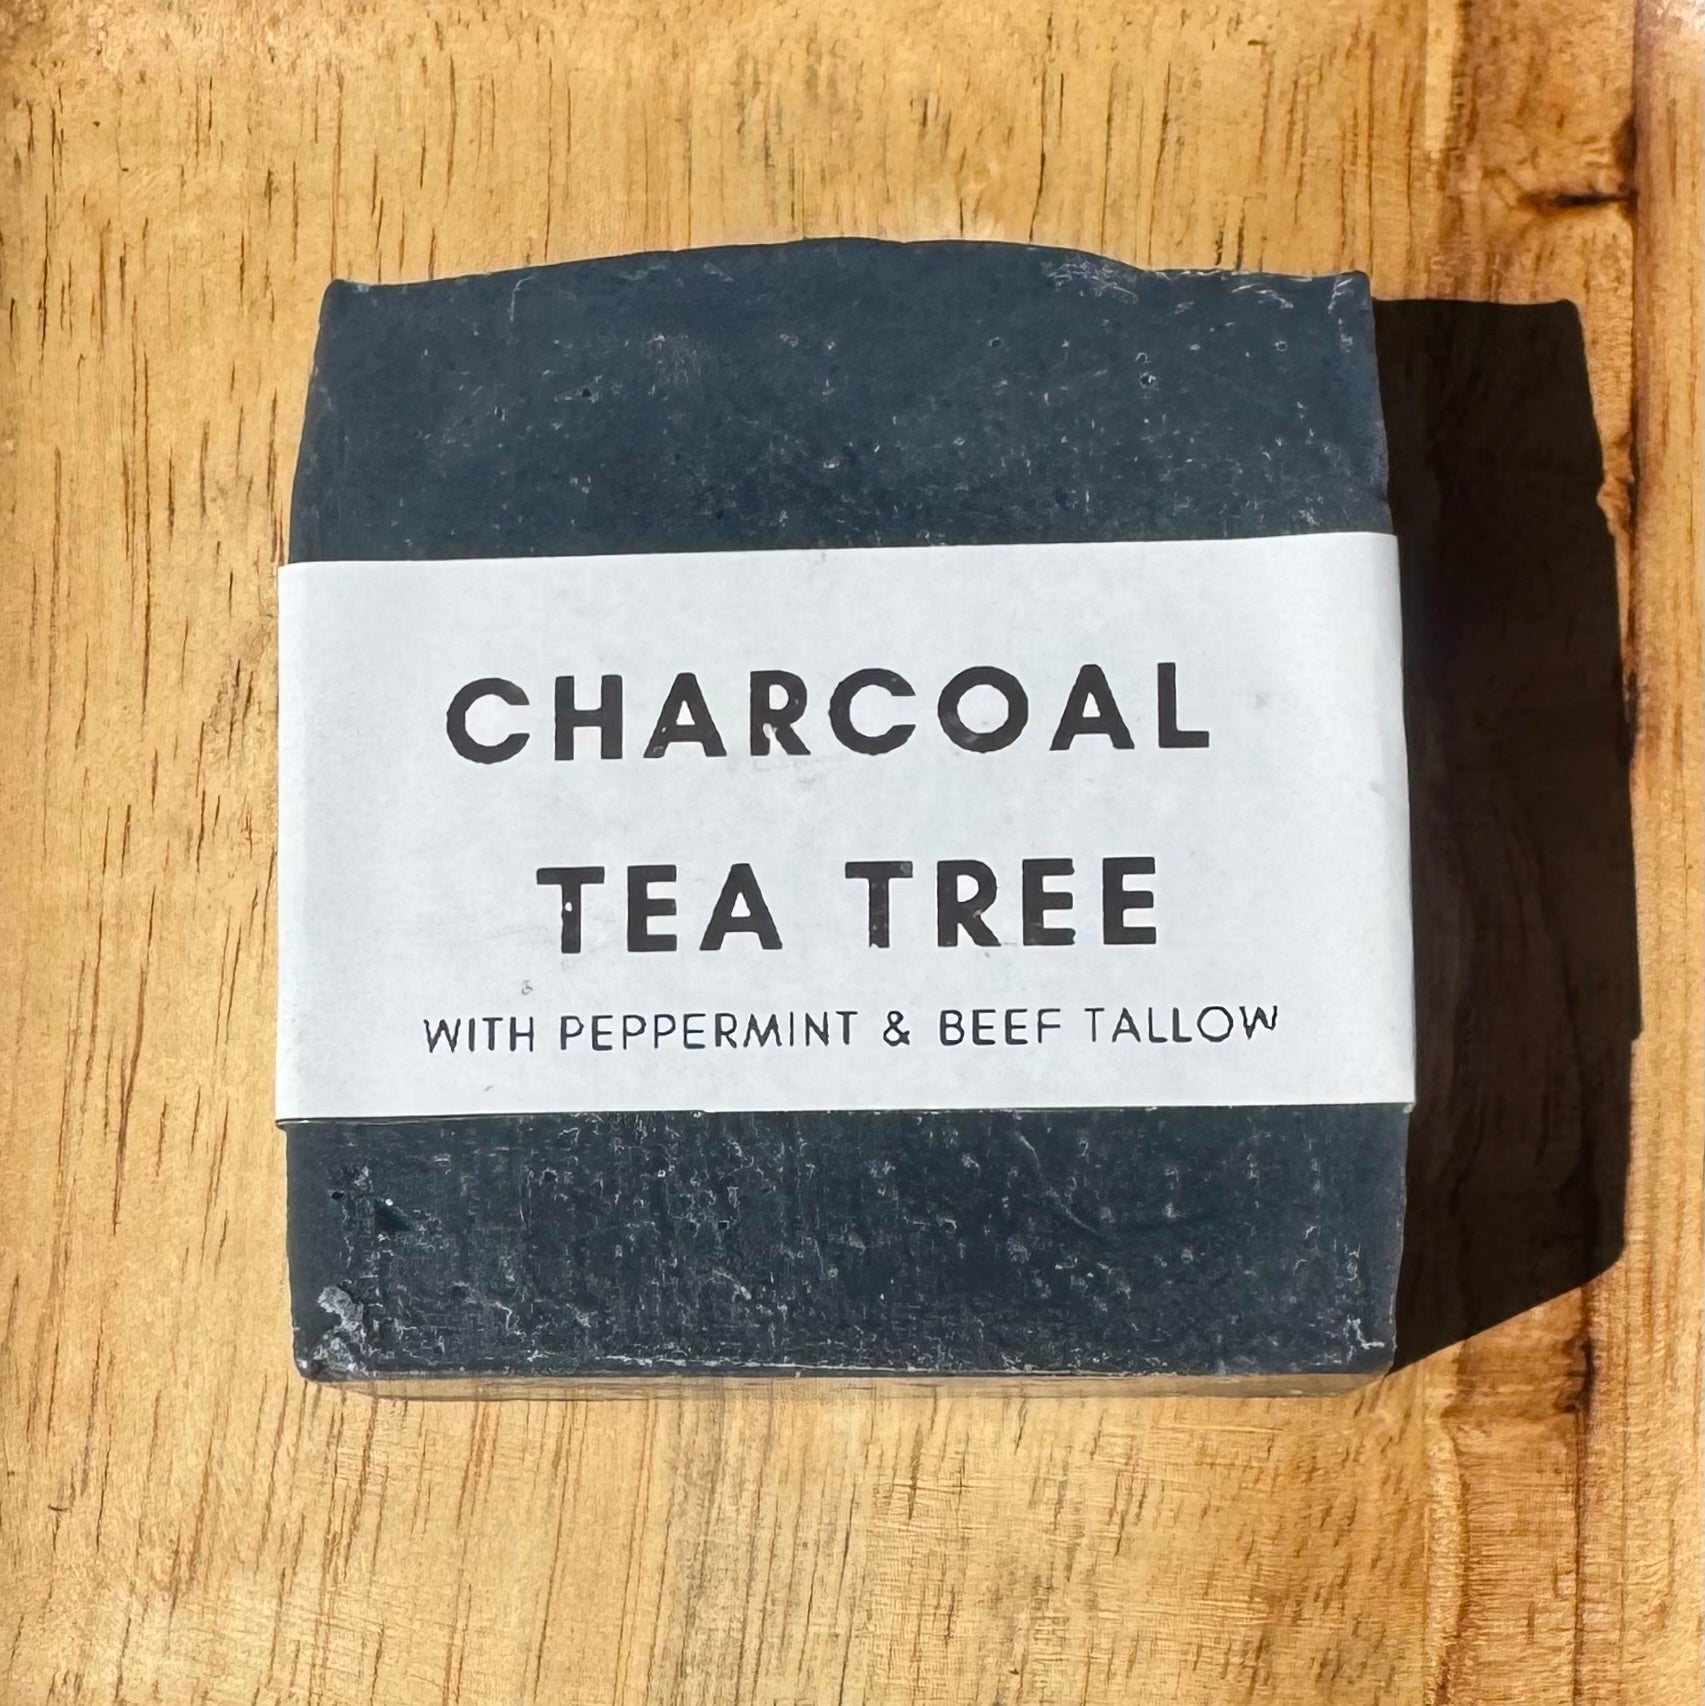 CHARCOAL
TEA TREE
WITH PEPPERMINT & BEEF TALLOW